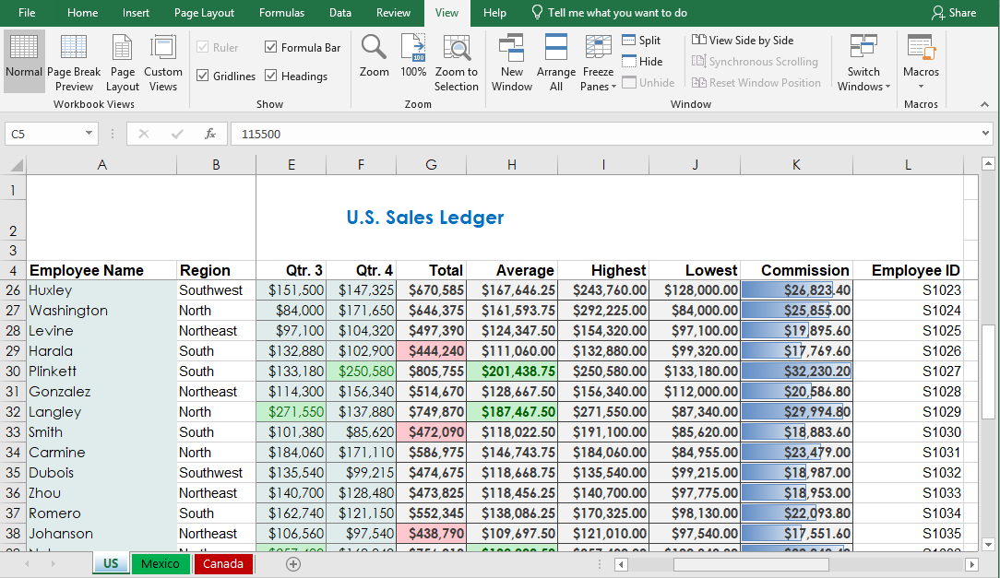 File Home Insert Page Layout Formulas Data Review View Help Tell me what you want to do Share
Normal Page Break Preview Page Layout Custom Views
Workbook Views
Ruler Formula Bar
Gridlines Headings
Show
Zoom 100% Zoom to Selection
Zoom
New Window Arrange All Freeze Panes
Split
Hide
Unhide
View Side by Side
Synchronous Scrolling
Reset Window Position
Switch Windows
Window
Macros
Macros
C5 fx 115500
A B E F G H I J K L
1
2 U.S. Sales Ledger
3
4 Employee Name Region Qtr. 3 Qtr. 4 Total Average Highest Lowest Commission Employee ID
26 Huxley Southwest $151,500 $147,325 $670,585 $167,646.25 $243,760.00 $128,000.00 $26,823.40 S1023
27 Washington North $84,000 $171,650 $646,375 $161,593.75 $292,225.00 $84,000.00 $25,855.00 S1024
28 Levine Northeast $97,100 $104,320 $497,390 $124,347.50 $154,320.00 $97,100.00 $19,895.60 S1025
29 Harala South $132,880 $102,900 $444,240 $111,060.00 $132,880.00 $99,320.00 $17,769.60 S1026
30 Plinkett South $133,180 $250,580 $805,755 $201,438.75 $250,580.00 $133,180.00 $32,230.20 S1027
31 Gonzalez Northeast $114,300 $156,340 $514,670 $128,667.50 $156,340.00 $112,000.00 $20,586.80 S1028
32 Langley North $271,550 $137,880 $749,870 $187,467.50 $271,550.00 $87,340.00 $29,994.80 S1029
33 Smith South $101,380 $85,620 $472,090 $118,022.50 $191,100.00 $85,620.00 $18,883.60 S1030
34 Carmine North $184,060 $171,110 $586,975 $146,743.75 $184,060.00 $84,955.00 $23,479.00 S1031
35 Dubois Southwest $135,540 $99,215 $474,675 $118,668.75 $135,540.00 $99,215.00 $18,987.00 S1032
36 Zhou Northeast $140,700 $128,480 $473,825 $118,456.25 $140,700.00 $97,775.00 $18,953.00 S1033
37 Romero South $162,740 $121,150 $552,345 $138,086.25 $170,325.00 $98,130.00 $22,093.80 S1034
38 Johanson Northeast $106,560 $97,540 $438,790 $109,697.50 $121,010.00 $97,540.00 $17,551.60 S1035
US Mexico Canada